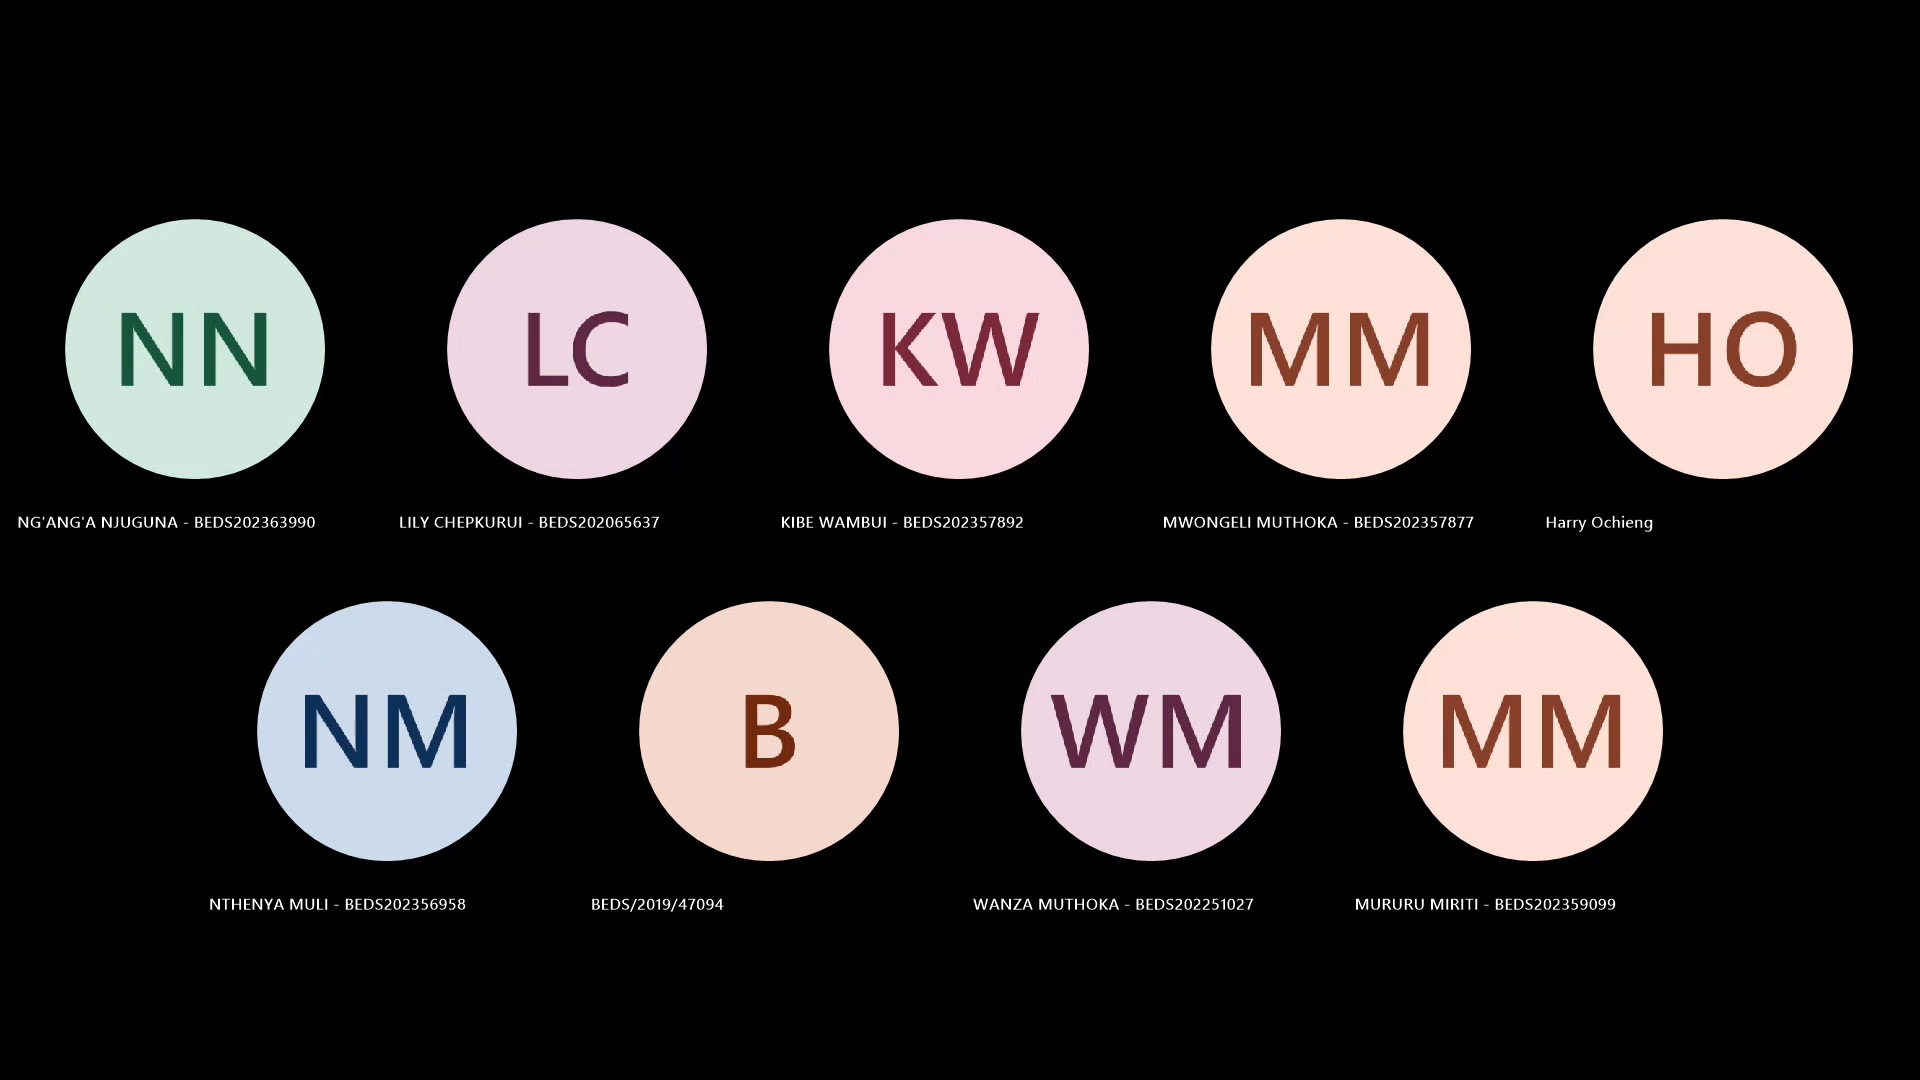 NN
LC
KW
MM
HO
NG'ANG'A NJUGUNA - BEDS202363990
LILY CHEPKURUI - BEDS202065637
KIBE WAMBUI - BEDS202357892
MWONGELI MUTHOKA - BEDS202357877
Harry Ochieng
NM
B
WM
MM
NTHENYA MULI - BEDS202356958
BEDS/2019/47094
WANZA MUTHOKA - BEDS202251027
MURURU MIRITI - BEDS202359099